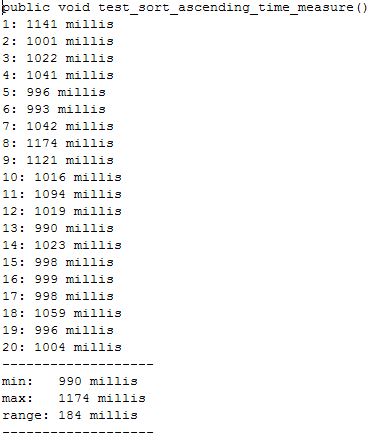 public void test_sort_ascending_time_measure()
1: 1141 millis
2: 1001 millis
3: 1022 millis
4: 1041 millis
5: 996 millis
6: 993 millis
7: 1042 millis
8: 1174 millis
9: 1121 millis
10: 1016 millis
11: 1094 millis
12: 1019 millis
13: 990 millis
14: 1023 millis
15: 998 millis
16: 999 millis
17: 998 millis
18: 1059 millis
19: 996 millis
20: 1004 millis
-------------------
min:   990 millis
max:   1174 millis
range: 184 millis
-------------------